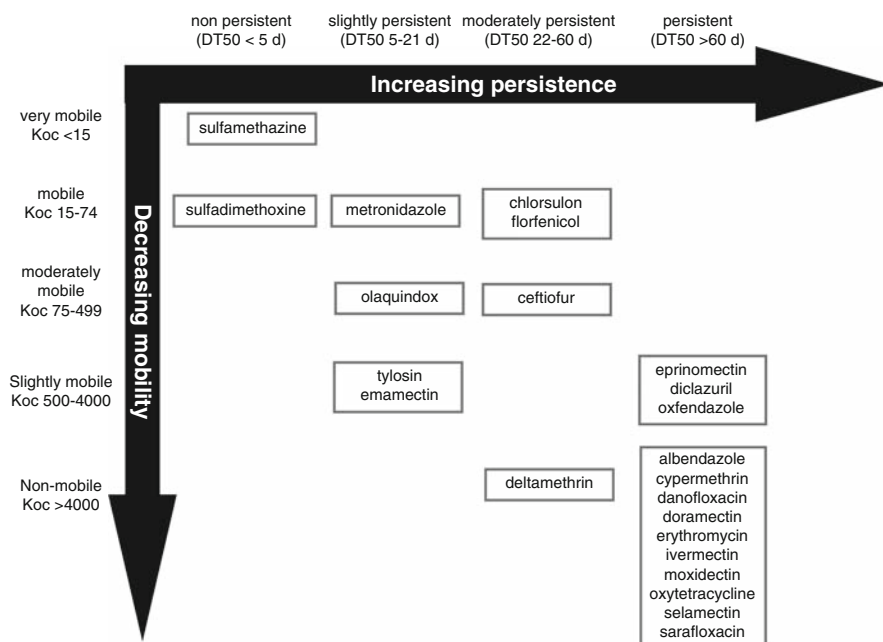 non persistent
(DT50 < 5 d)
slightly persistent
(DT50 5-21 d)
moderately persistent
(DT50 22-60 d)
persistent
(DT50 >60 d)
Increasing persistence
Decreasing mobility
very mobile
Koc <15
sulfamethazine
mobile
Koc 15-74
sulfadimethoxine
metronidazole
chlorsulon
florfenicol
moderately
mobile
Koc 75-499
olaquindox
ceftiofur
Slightly mobile
Koc 500-4000
tylosin
emamectin
eprinomectin
diclazuril
oxfendazole
Non-mobile
Koc >4000
deltamethrin
albendazole
cypermethrin
danofloxacin
doramectin
erythromycin
ivermectin
moxidectin
oxytetracycline
selamectin
sarafloxacin